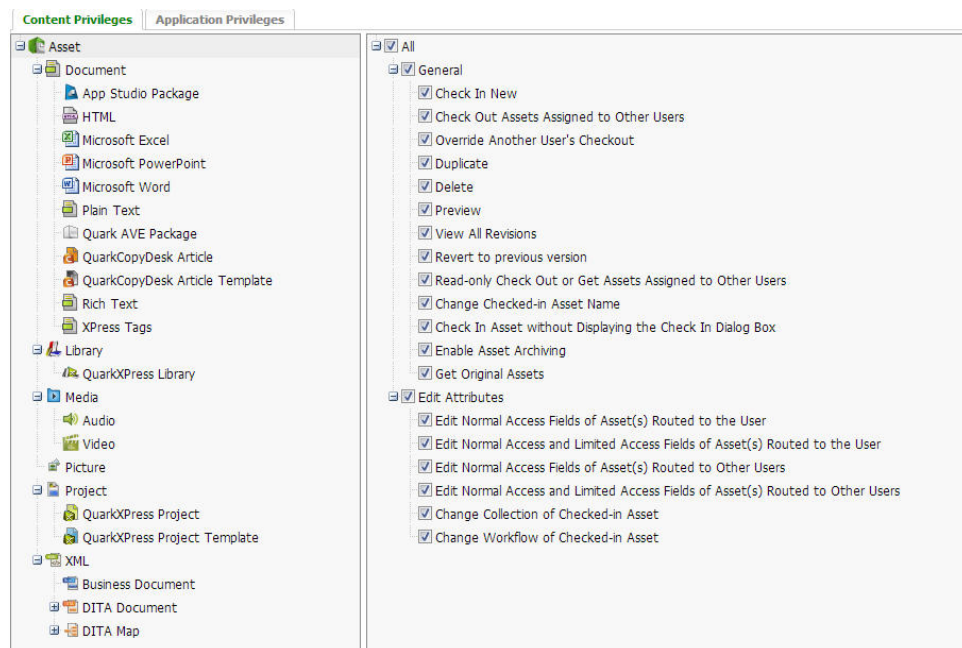 Content Privileges
Application Privileges
Asset
Document
App Studio Package
HTML
Microsoft Excel
Microsoft PowerPoint
Microsoft Word
Plain Text
Quark AVE Package
QuarkCopyDesk Article
QuarkCopyDesk Article Template
Rich Text
XPress Tags
Library
QuarkXPress Library
Media
Audio
Video
Picture
Project
QuarkXPress Project
QuarkXPress Project Template
XML
Business Document
DITA Document
DITA Map
All
General
Check In New
Check Out Assets Assigned to Other Users
Override Another User's Checkout
Duplicate
Delete
Preview
View All Revisions
Revert to previous version
Read-only Check Out or Get Assets Assigned to Other Users
Change Checked-in Asset Name
Check In Asset without Displaying the Check In Dialog Box
Enable Asset Archiving
Get Original Assets
Edit Attributes
Edit Normal Access Fields of Asset(s) Routed to the User
Edit Normal Access and Limited Access Fields of Asset(s) Routed to the User
Edit Normal Access Fields of Asset(s) Routed to Other Users
Edit Normal Access and Limited Access Fields of Asset(s) Routed to Other Users
Change Collection of Checked-in Asset
Change Workflow of Checked-in Asset